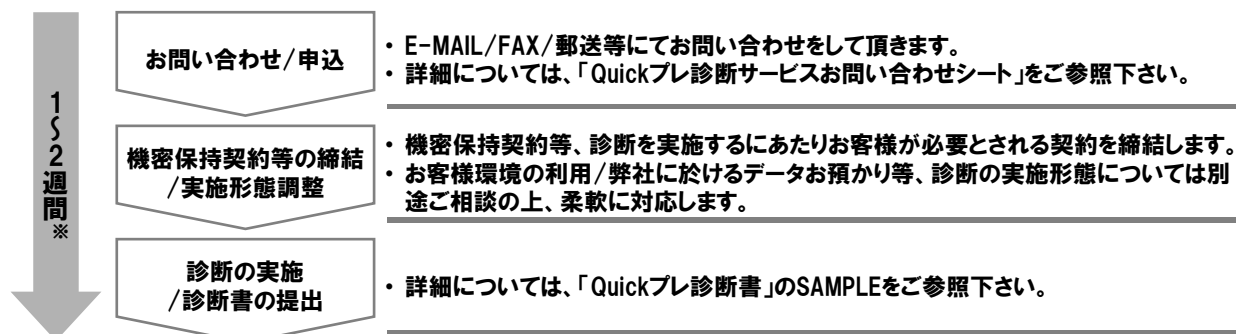 1～2週間※
お問い合わせ/申込
・ E-MAIL/FAX/郵送等にてお問い合わせをして頂きます。
・ 詳細については、「Quickプレ診断サービスお問い合わせシート」をご参照下さい。
機密保持契約等の締結
/実施形態調整
・ 機密保持契約等、診断を実施するにあたりお客様が必要とされる契約を締結します。
・ お客様環境の利用/弊社に於けるデータお預かり等、診断の実施形態については別
途ご相談の上、柔軟に対応します。
診断の実施
/診断書の提出
・ 詳細については、「Quickプレ診断書」のSAMPLEをご参照下さい。